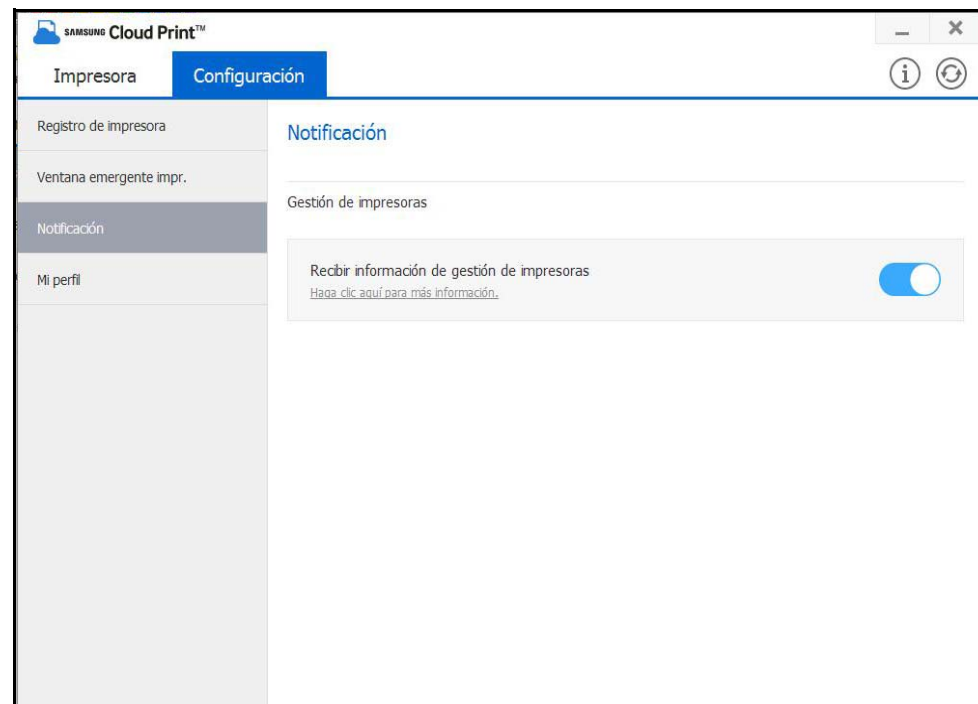 SAMSUNG Cloud Print™
Impresora Configuración
Registro de impresora
Ventana emergente impr.
Notificación
Mi perfil
Notificación
Gestión de impresoras
Recibir información de gestión de impresoras
Haga clic aquí para más información.